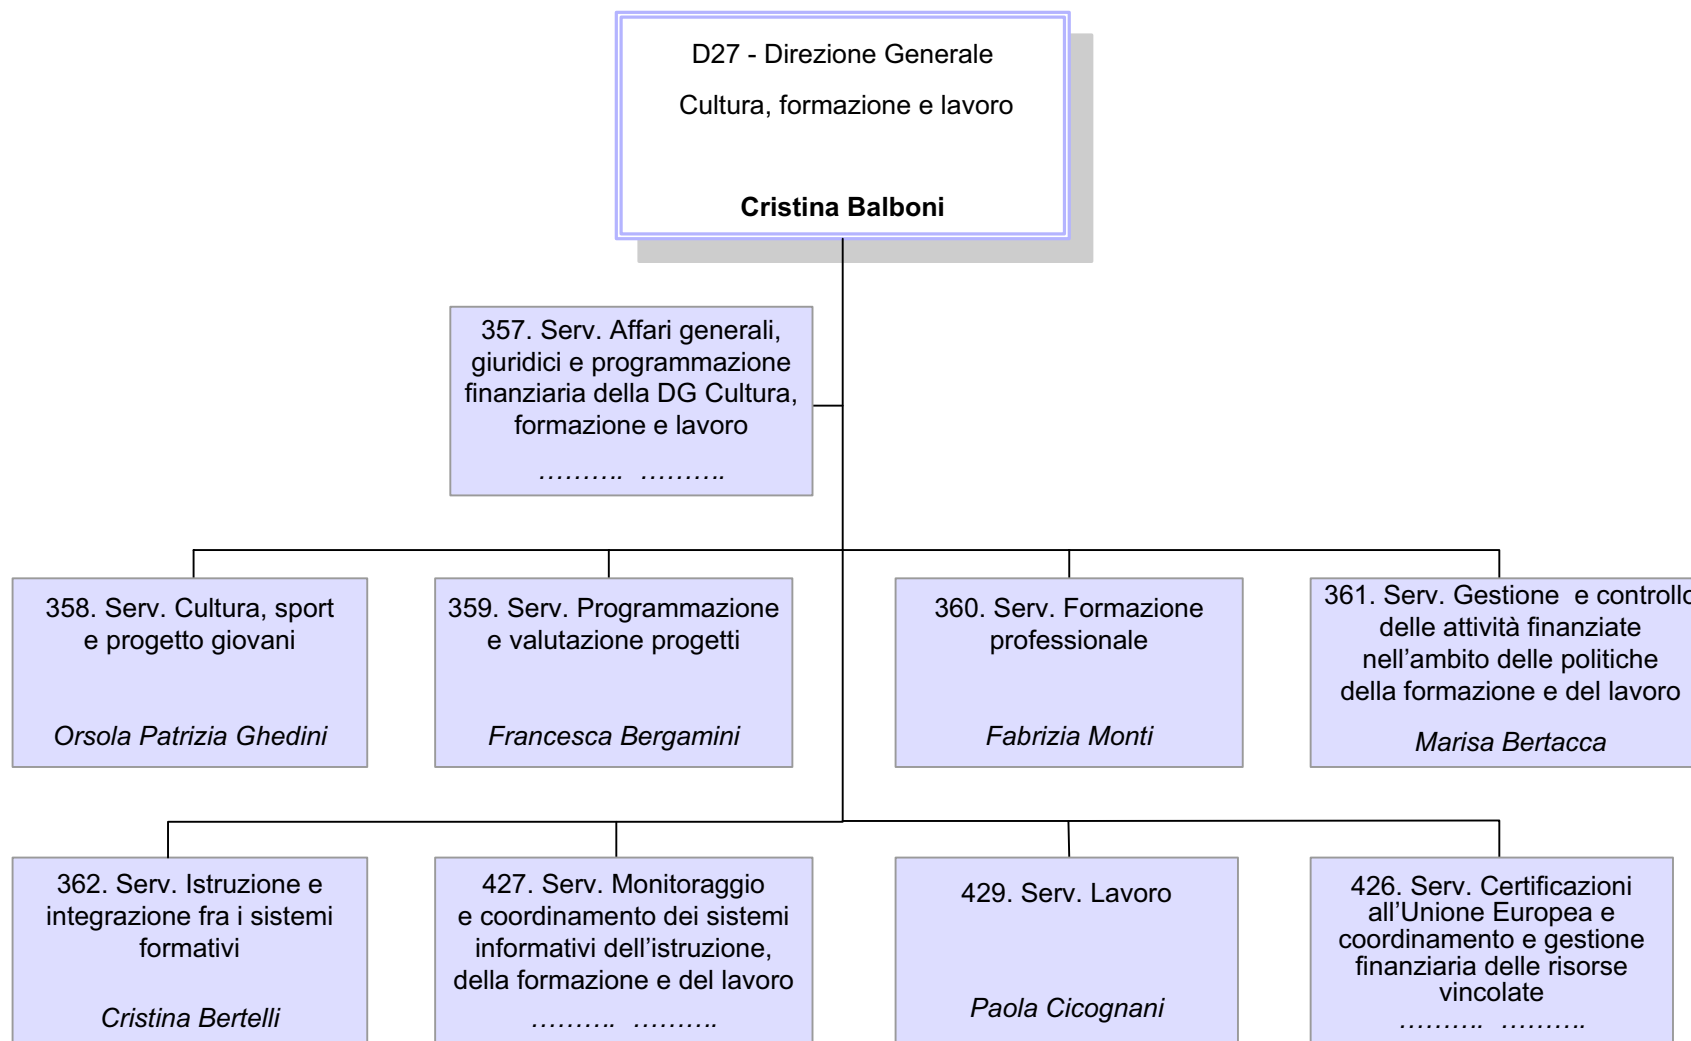 D27 - Direzione Generale
Cultura, formazione e lavoro
Cristina Balboni
357. Serv. Affari generali,
giuridici e programmazione
finanziaria della DG Cultura,
formazione e lavoro
……….  ……….
358. Serv. Cultura, sport
e progetto giovani
Orsola Patrizia Ghedini
359. Serv. Programmazione
e valutazione progetti
Francesca Bergamini
360. Serv. Formazione
professionale
Fabrizia Monti
361. Serv. Gestione  e controllo
delle attività finanziate
nell’ambito delle politiche
della formazione e del lavoro
Marisa Bertacca
362. Serv. Istruzione e
integrazione fra i sistemi
formativi
Cristina Bertelli
427. Serv. Monitoraggio
e coordinamento dei sistemi
informativi dell’istruzione,
della formazione e del lavoro
……….  ……….
429. Serv. Lavoro
Paola Cicognani
426. Serv. Certificazioni
all’Unione Europea e
coordinamento e gestione
finanziaria delle risorse
vincolate
……….  ……….